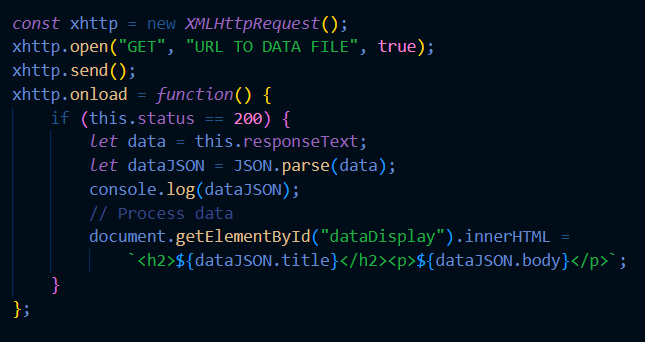 const xhttp = new XMLHttpRequest();
xhttp.open("GET", "URL TO DATA FILE", true);
xhttp.send();
xhttp.onload = function() {
    if (this.status == 200) {
        let data = this.responseText;
        let dataJSON = JSON.parse(data);
        console.log(dataJSON);
        // Process data
        document.getElementById("dataDisplay").innerHTML =
            `<h2>${dataJSON.title}</h2><p>${dataJSON.body}</p>`;
    }
};